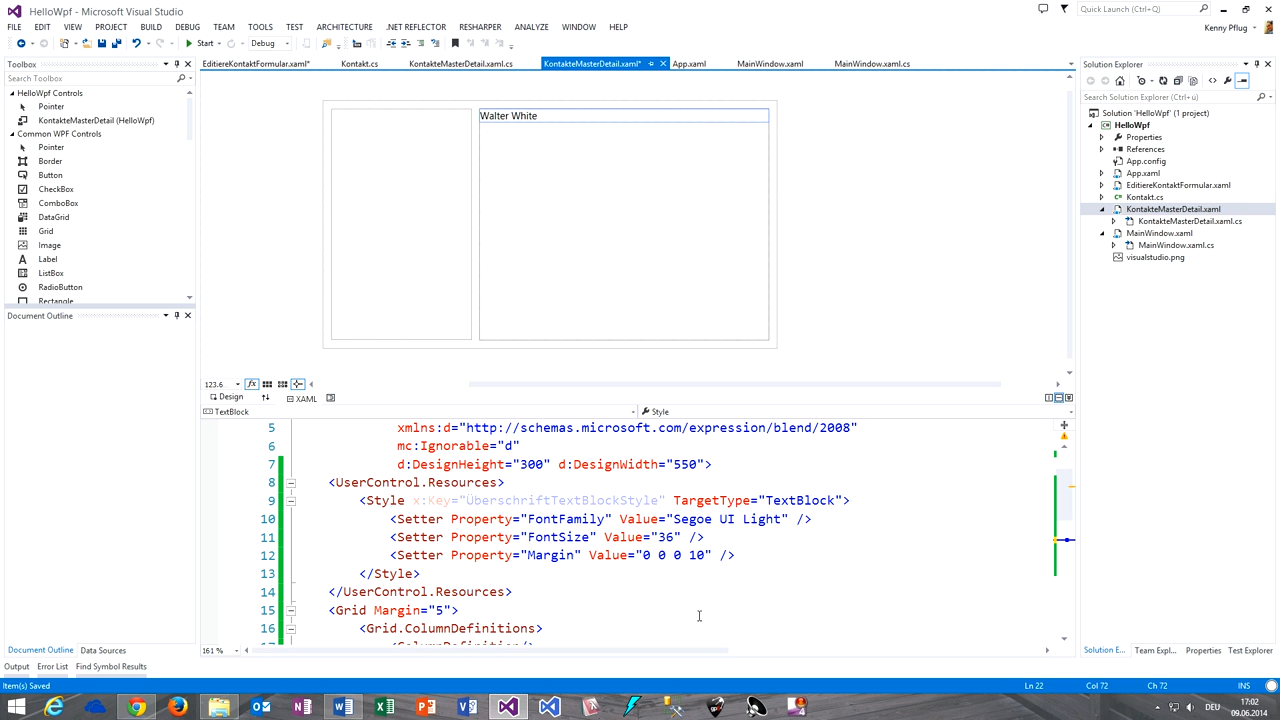 HelloWpf - Microsoft Visual Studio
Quick Launch (Ctrl+Ü)
FILE EDIT VIEW PROJECT BUILD DEBUG TEAM TOOLS TEST ARCHITECTURE .NET REFLECTOR RESHARPER ANALYZE WINDOW HELP
Kenny Pflug
Start
Debug
Toolbox
Search Toolbox
HelloWpf Controls
Pointer
KontakteMasterDetail (HelloWpf)
Common WPF Controls
Pointer
Border
Button
CheckBox
ComboBox
DataGrid
Grid
Image
Label
ListBox
RadioButton
Rectangle
Document Outline
Document Outline Data Sources
EditiereKontaktFormular.xaml* Kontakt.cs KontakteMasterDetail.xaml.cs KontakteMasterDetail.xaml* App.xaml MainWindow.xaml MainWindow.xaml.cs
Walter White
123.6
Design XAML
TextBlock Style
5 xmlns:d="http://schemas.microsoft.com/expression/blend/2008"
6 mc:Ignorable="d"
7 d:DesignHeight="300" d:DesignWidth="550">
8 <UserControl.Resources>
9 <Style x:Key="ÜberschriftTextBlockStyle" TargetType="TextBlock">
10 <Setter Property="FontFamily" Value="Segoe UI Light" />
11 <Setter Property="FontSize" Value="36" />
12 <Setter Property="Margin" Value="0 0 0 10" />
13 </Style>
14 </UserControl.Resources>
15 <Grid Margin="5">
16 <Grid.ColumnDefinitions>
17 <ColumnDefinition/>
161 %
Solution Explorer
Search Solution Explorer (Ctrl+ü)
Solution 'HelloWpf' (1 project)
HelloWpf
Properties
References
App.config
App.xaml
EditiereKontaktFormular.xaml
Kontakt.cs
KontakteMasterDetail.xaml
KontakteMasterDetail.xaml.cs
MainWindow.xaml
MainWindow.xaml.cs
visualstudio.png
Solution E... Team Expl... Properties Test Explorer
Output Error List Find Symbol Results
Item(s) Saved
Ln 22 Col 72 Ch 72 INS
DEU
17:02
09.06.2014